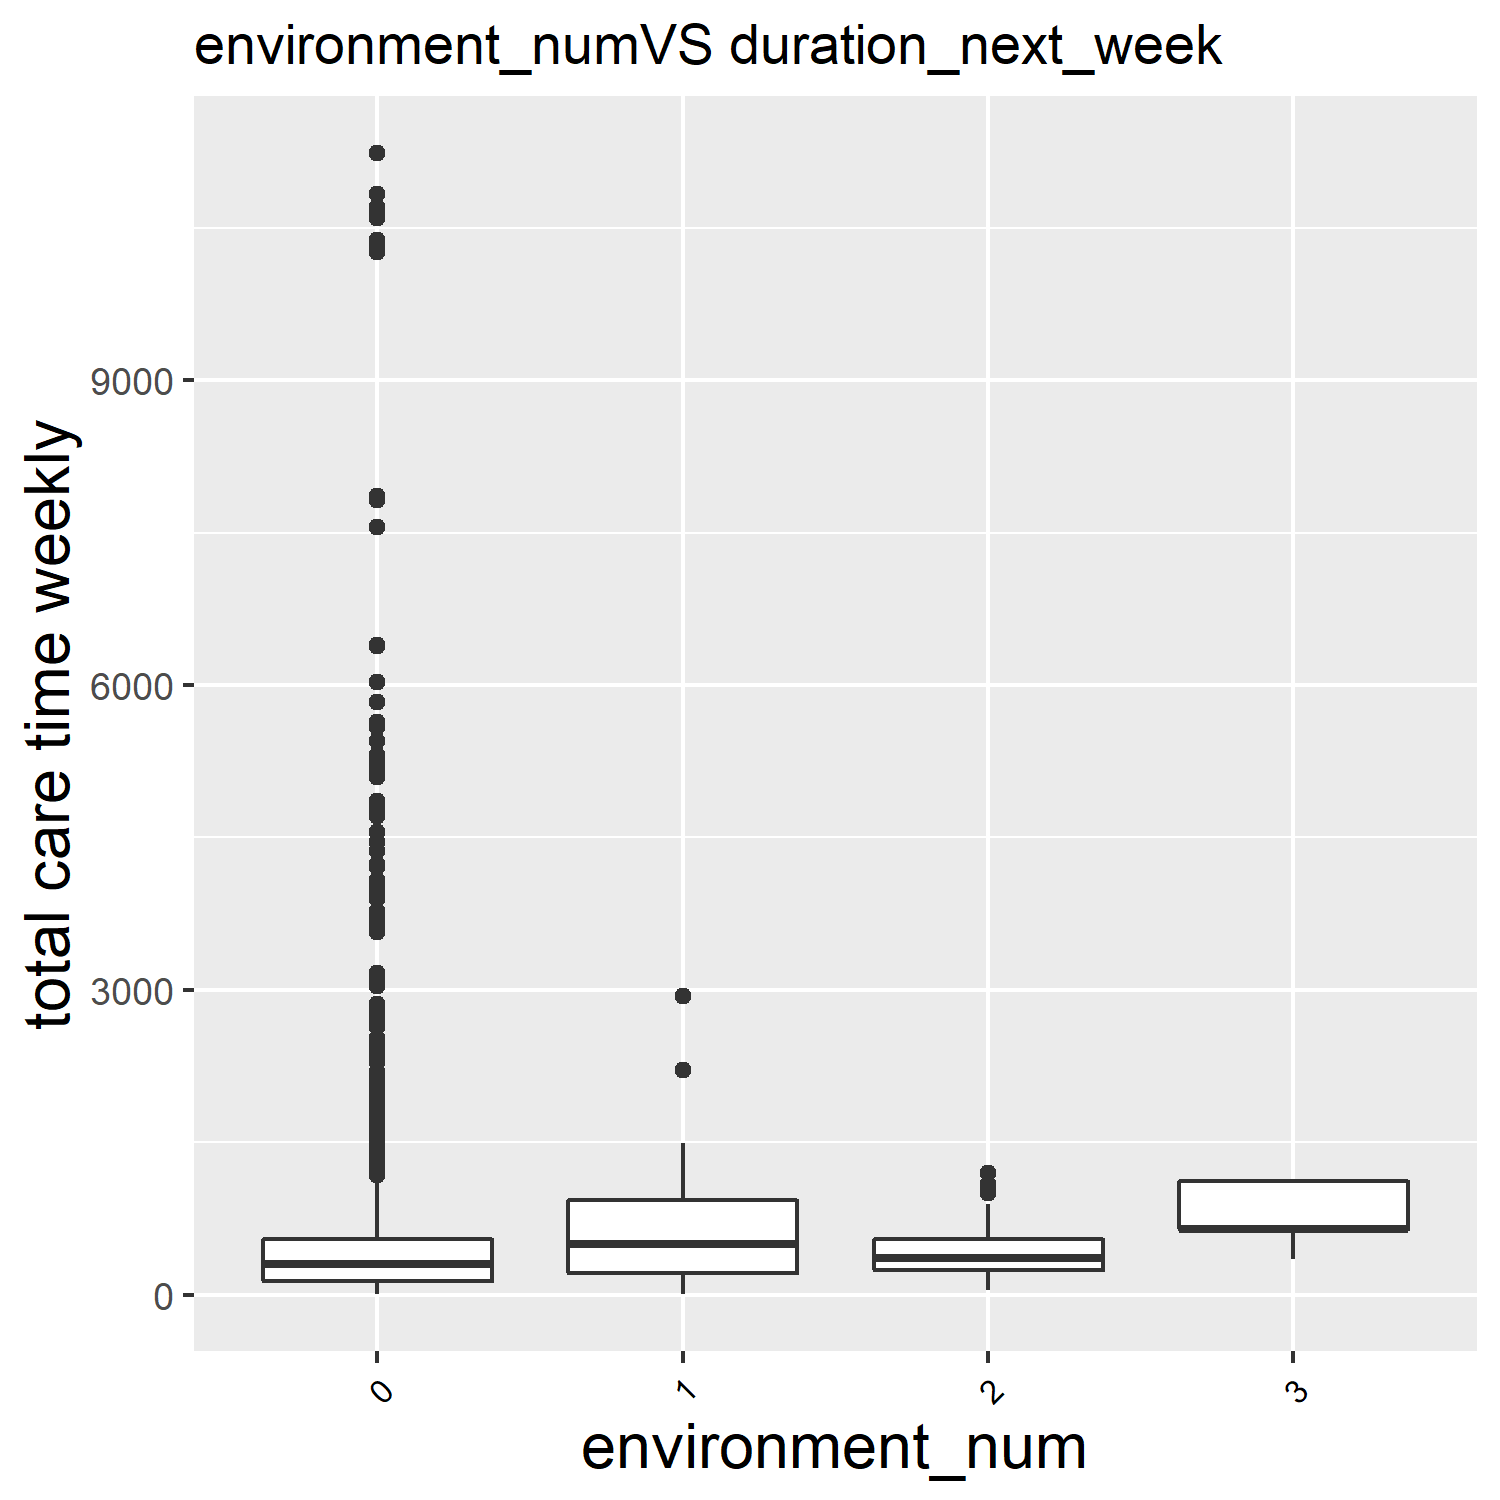 environment_numVS duration_next_week
total care time weekly
9000
6000
3000
0
0 1 2 3
environment_num